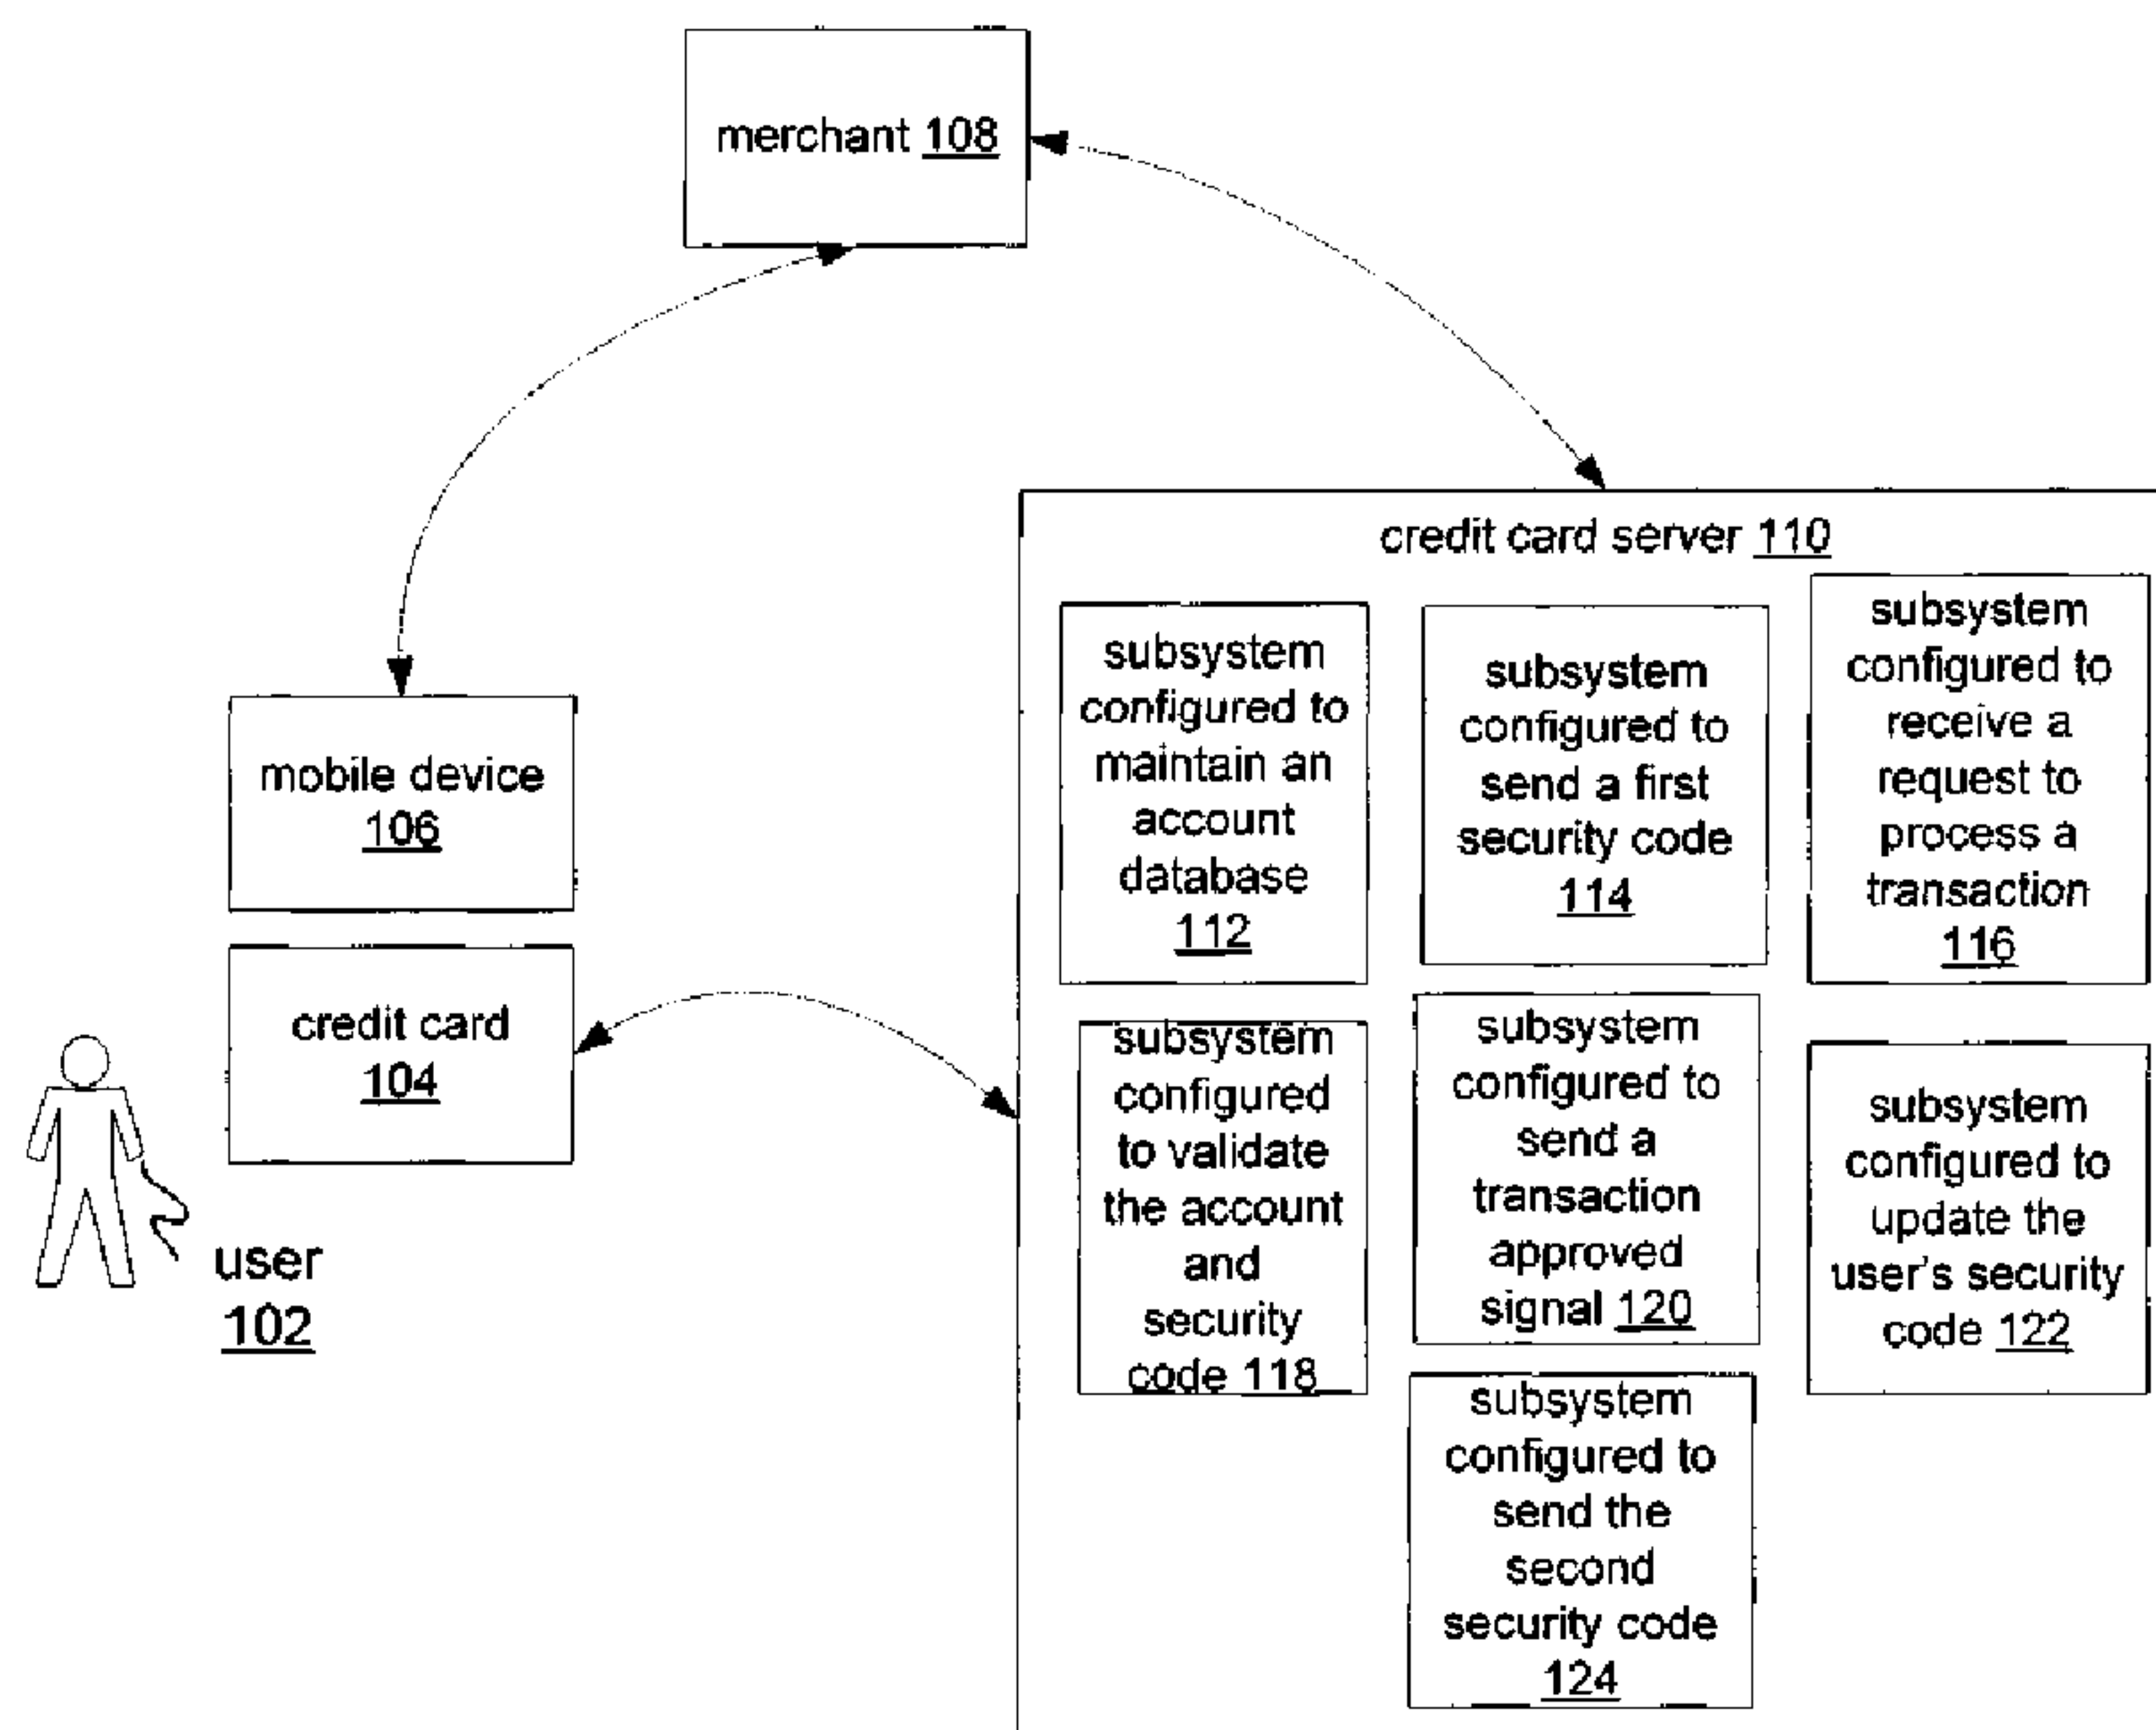 merchant 108
credit card server 110
mobile device
106
credit card
104
user
102
subsystem
configured to
maintain an
account
database
112
subsystem
configured to
send a first
security code
114
subsystem
configured to
receive a
request to
process a
transaction
116
subsystem
configured
to validate
the account
and
security
code 118
subsystem
configured to
send a
transaction
approved
signal 120
subsystem
configured to
update the
user's security
code 122
subsystem
configured to
send the
second
security code
124